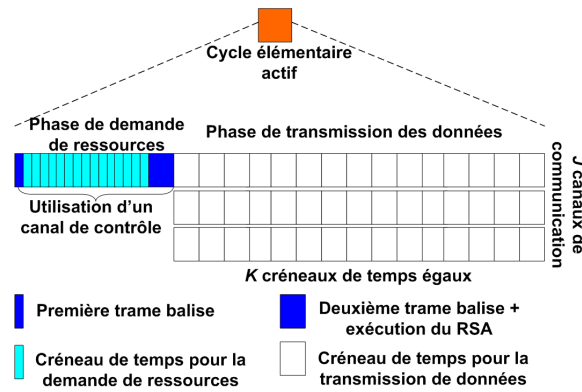 Cycle élémentaire
actif
Phase de demande
de ressources
Phase de transmission des données
Utilisation d'un
canal de contrôle
J canaux de
communication
K créneaux de temps égaux
Première trame balise
Deuxième trame balise +
exécution du RSA
Créneau de temps pour la
demande de ressources
Créneau de temps pour la
transmission de données